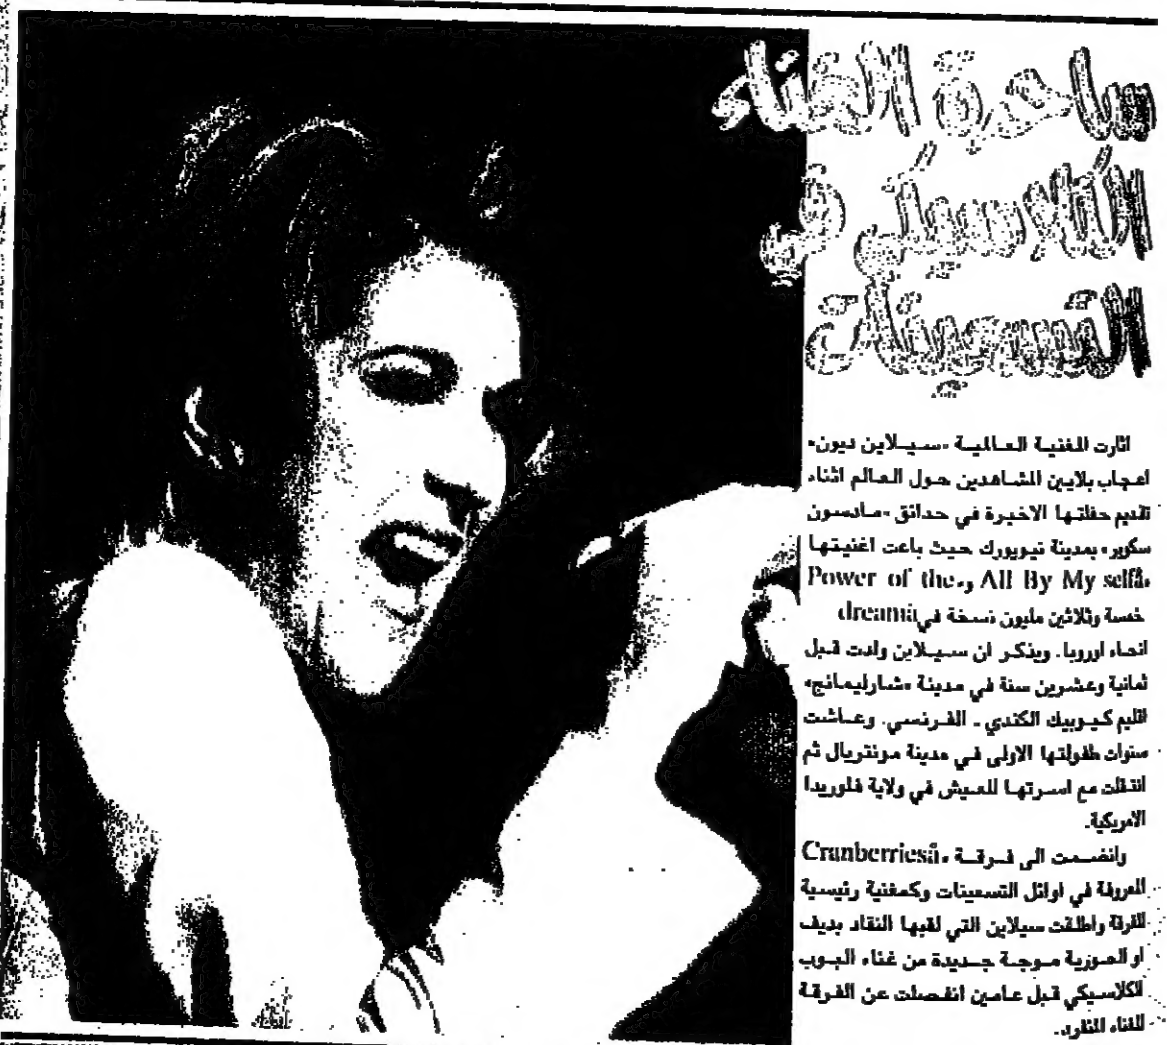 ساحرة الغناء
الكلاسيكي في
التسعينات
اثارت المغنية العالمية «سيلاين ديون»
اعجاب بلايين المشاهدين حول العالم اثناء
تقديم حفلتها الاخيرة في حدائق «مادسون
سكوير» بمدينة نيويورك حيث باعت اغنيتها
«All By My selfâ و«Power of the
dreamâ خمسة وثلاثين مليون نسخة في
انحاء اوروبا. ويذكر ان سيلاين ولدت قبل
ثمانية وعشرين سنة في مدينة «شارليمانج»
اقليم كيوبيك الكندي ـ الفرنسي. وعاشت
سنوات طفولتها الاولى في مدينة مونتريال ثم
انتقلت مع اسرتها للعيش في ولاية فلوريدا
الامريكية.
وانضمت الى فرقة «Cranberriesâ
المعروفة في اوائل التسعينات وكمغنية رئيسية
للفرقة واطلقت سيلاين التي لقبها النقاد بديف
او الحورية موجة جديدة من غناء البوب
الكلاسيكي قبل عامين انفصلت عن الفرقة
للغناء المنفرد.